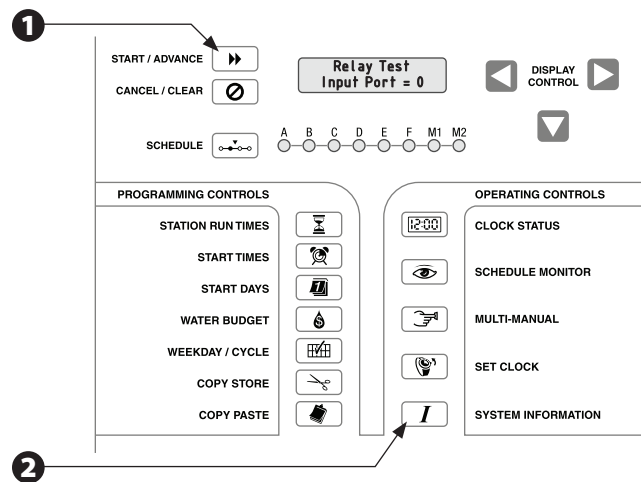 1
START / ADVANCE
Relay Test
Input Port = 0
DISPLAY
CONTROL
CANCEL / CLEAR
SCHEDULE
A B C D E F M1 M2
PROGRAMMING CONTROLS
STATION RUN TIMES
START TIMES
START DAYS
1
WATER BUDGET
$
WEEKDAY / CYCLE
COPY STORE
COPY PASTE
OPERATING CONTROLS
12:00
CLOCK STATUS
SCHEDULE MONITOR
MULTI-MANUAL
SET CLOCK
I
SYSTEM INFORMATION
2